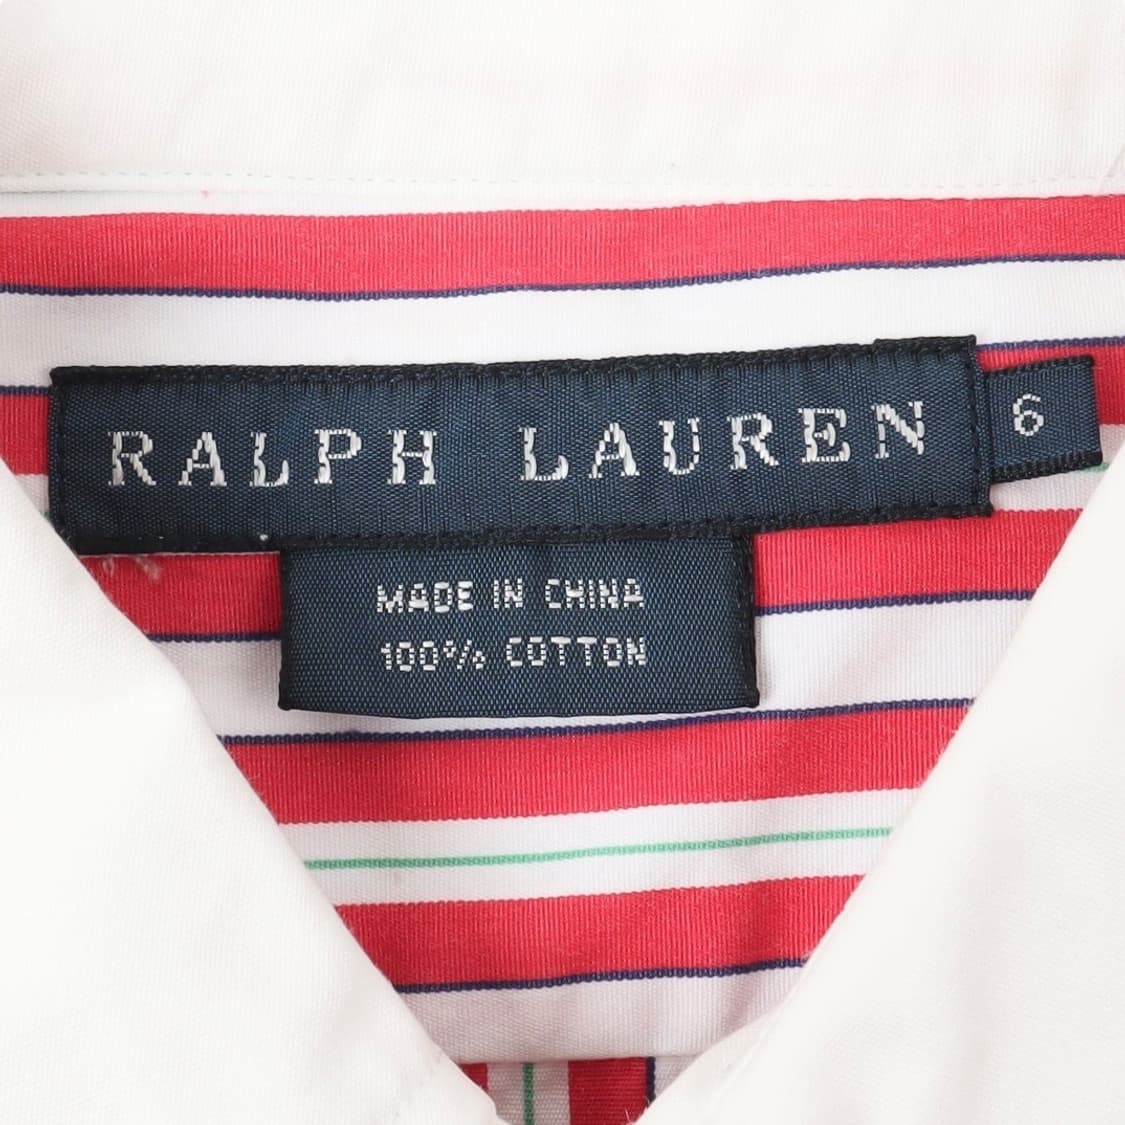 RALPH LAUREN
6
MADE IN CHINA
100% COTTON